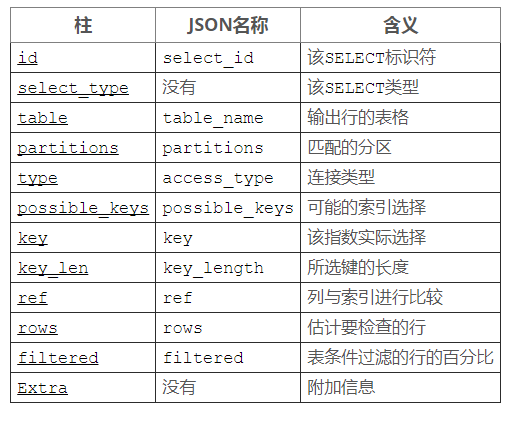 柱 JSON名称 含义
id select_id 该SELECT标识符
select_type 没有 该SELECT类型
table table_name 输出行的表格
partitions partitions 匹配的分区
type access_type 连接类型
possible_keys possible_keys 可能的索引选择
key key 该指数实际选择
key_len key_length 所选键的长度
ref ref 列与索引进行比较
rows rows 估计要检查的行
filtered filtered 表条件过滤的行的百分比
Extra 没有 附加信息